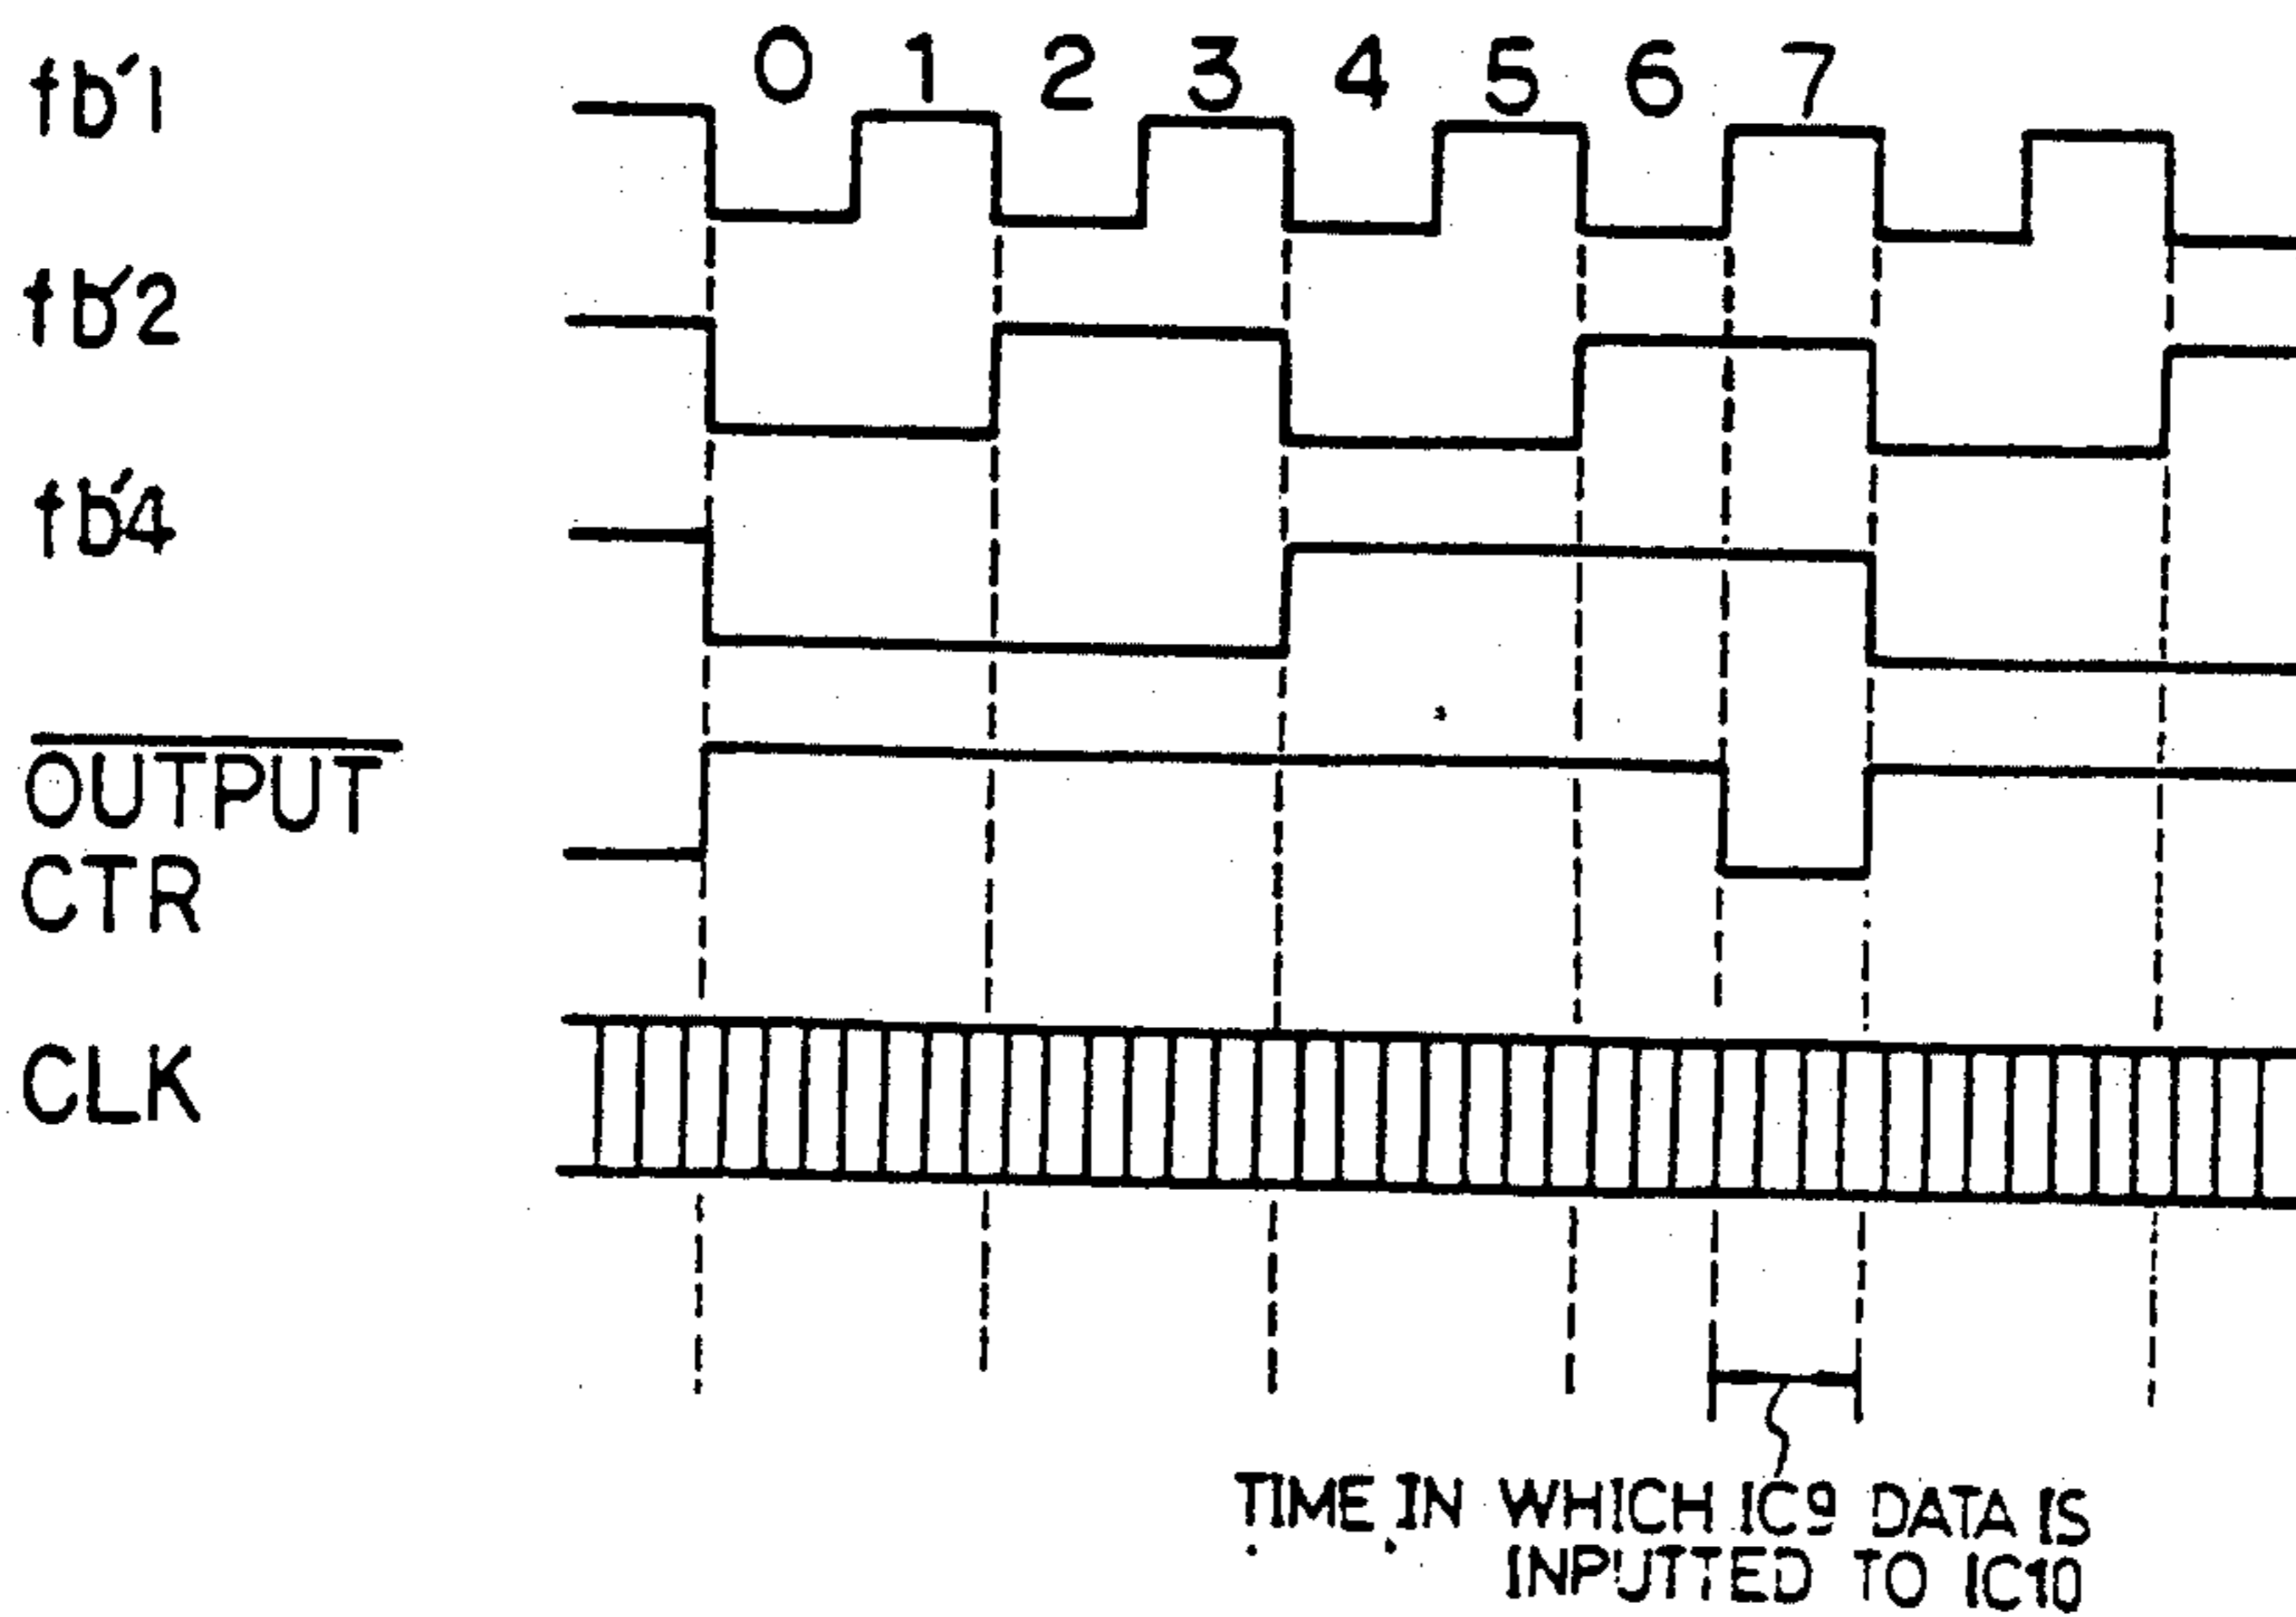 0 1 2 3 4 5 6 7
fb'1
fb'2
fb'4
OUTPUT
CTR
CLK
TIME IN WHICH IC9 DATA IS
INPUTTED TO IC10